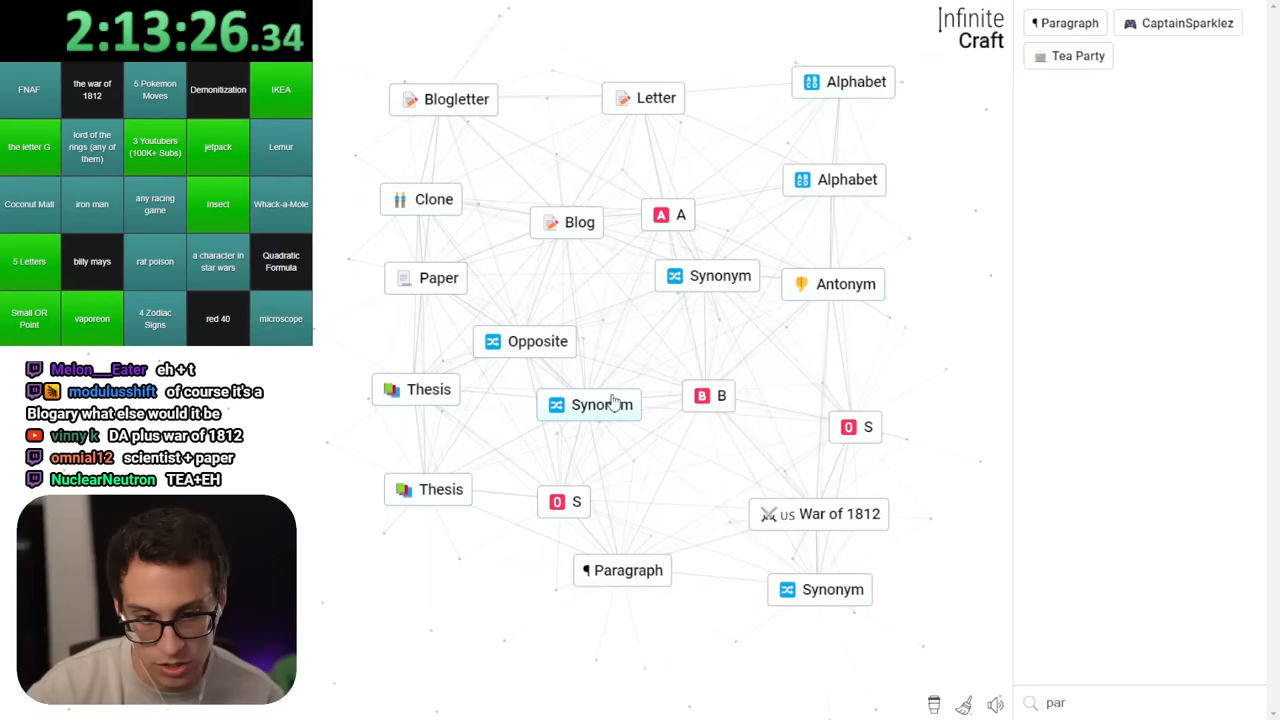 2:13:26.34
FNAF
the war of
1812
5 Pokemon
Moves
Demonitization
IKEA
the letter G
lord of the
rings (any of
them)
3 Youtubers
(100K+ Subs)
jetpack
Lemur
Coconut Mall
iron man
any racing
game
Insect
Whack-a-Mole
5 Letters
billy mays
rat poison
a character in
star wars
Quadratic
Formula
Small OR
Point
vaporeon
4 Zodiac
Signs
red 40
microscope
Melon___Eater eh + t
modulusshift of course it's a
Blogary what else would it be
vinny k DA plus war of 1812
omnial12 scientist + paper
NuclearNeutron TEA+EH
Infinite
Craft
Blogletter
Letter
ABCD Alphabet
Clone
Blog
A A
ABCD Alphabet
Paper
Synonym
Antonym
Opposite
Thesis
Synonym
B B
O S
Thesis
O S
US War of 1812
¶ Paragraph
Synonym
¶ Paragraph
CaptainSparklez
Tea Party
par